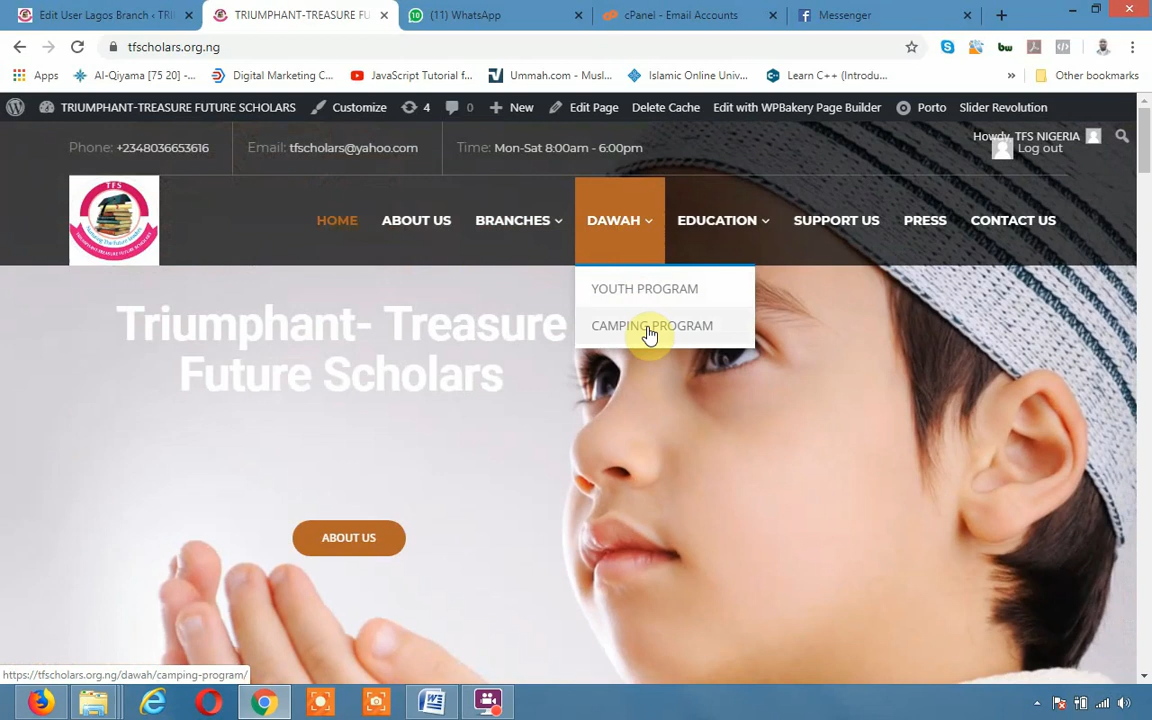 Edit User Lagos Branch ‹ TRI
TRIUMPHANT-TREASURE FU
(11) WhatsApp
cPanel - Email Accounts
Messenger
tfscholars.org.ng
Apps
Al-Qiyama [75 20] -...
Digital Marketing C...
JavaScript Tutorial f...
Ummah.com - Musl...
Islamic Online Univ...
Learn C++ (Introdu...
» Other bookmarks
TRIUMPHANT-TREASURE FUTURE SCHOLARS
Customize
4
0
New
Edit Page
Delete Cache
Edit with WPBakery Page Builder
Porto
Slider Revolution
Howdy, TFS NIGERIA
Phone: +2348036653616
Email: tfscholars@yahoo.com
Time: Mon-Sat 8:00am - 6:00pm
Log out
TFS
HOME
ABOUT US
BRANCHES
DAWAH
EDUCATION
SUPPORT US
PRESS
CONTACT US
YOUTH PROGRAM
CAMPING PROGRAM
Triumphant- Treasure
Future Scholars
ABOUT US
https://tfscholars.org.ng/dawah/camping-program/